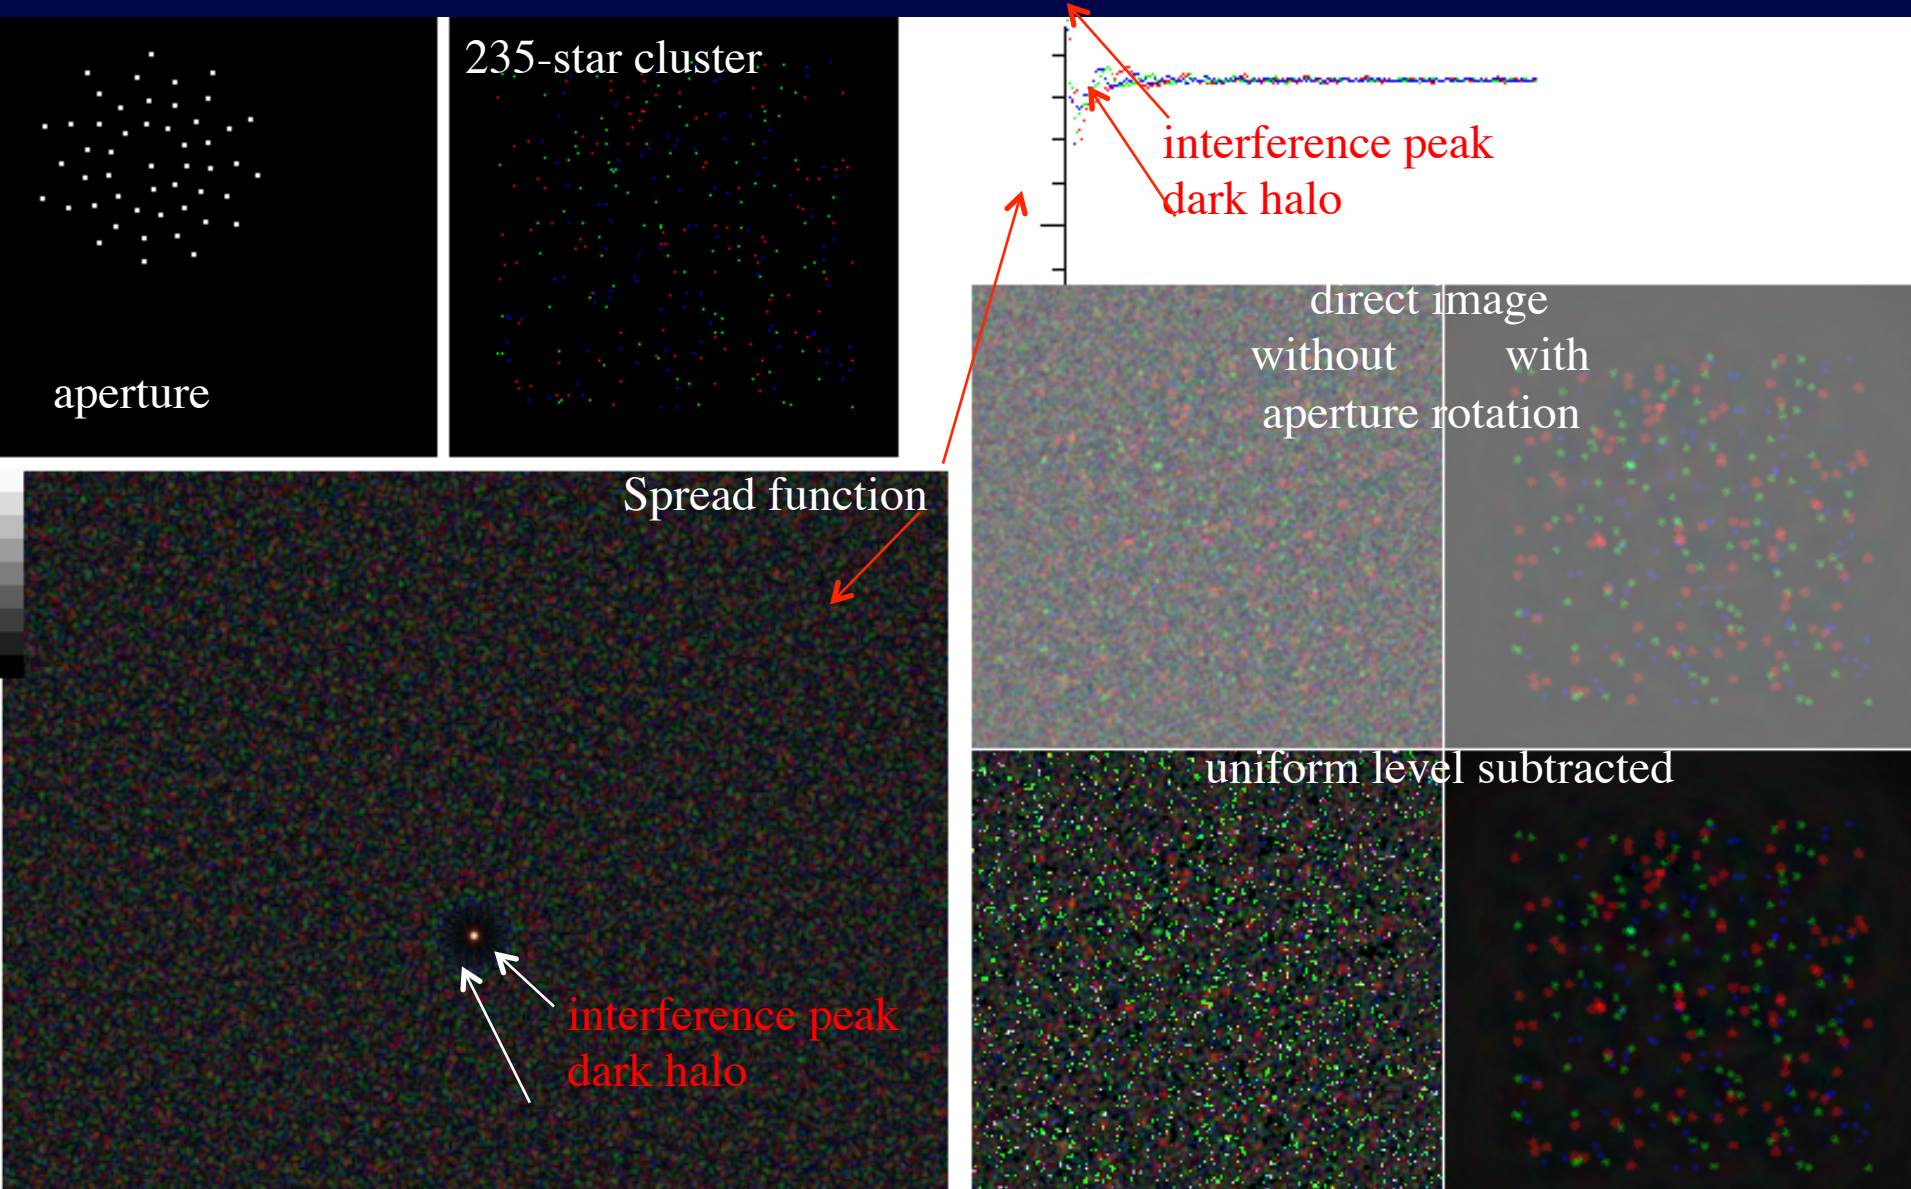 235-star cluster
aperture
interference peak
dark halo
direct image
without with
aperture rotation
Spread function
uniform level subtracted
interference peak
dark halo